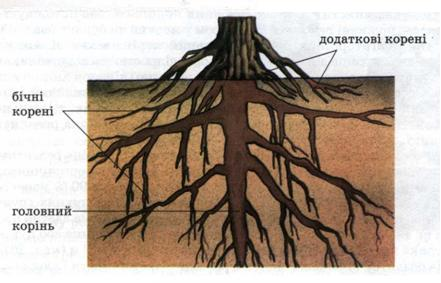 додаткові корені
бічні
корені
головний
корінь